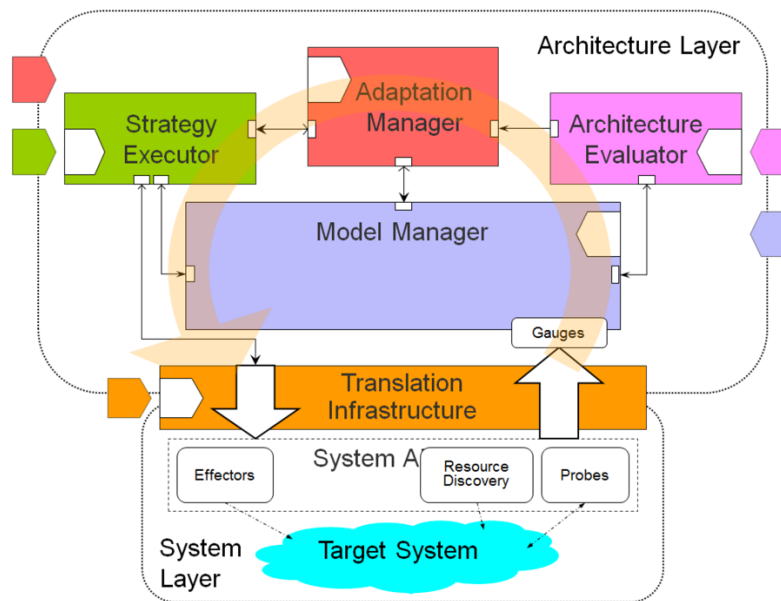 Architecture Layer
Adaptation
Manager
Strategy
Executor
Architecture
Evaluator
Model Manager
Gauges
Translation
Infrastructure
System A
Effectors
Resource
Discovery
Probes
Target System
System
Layer